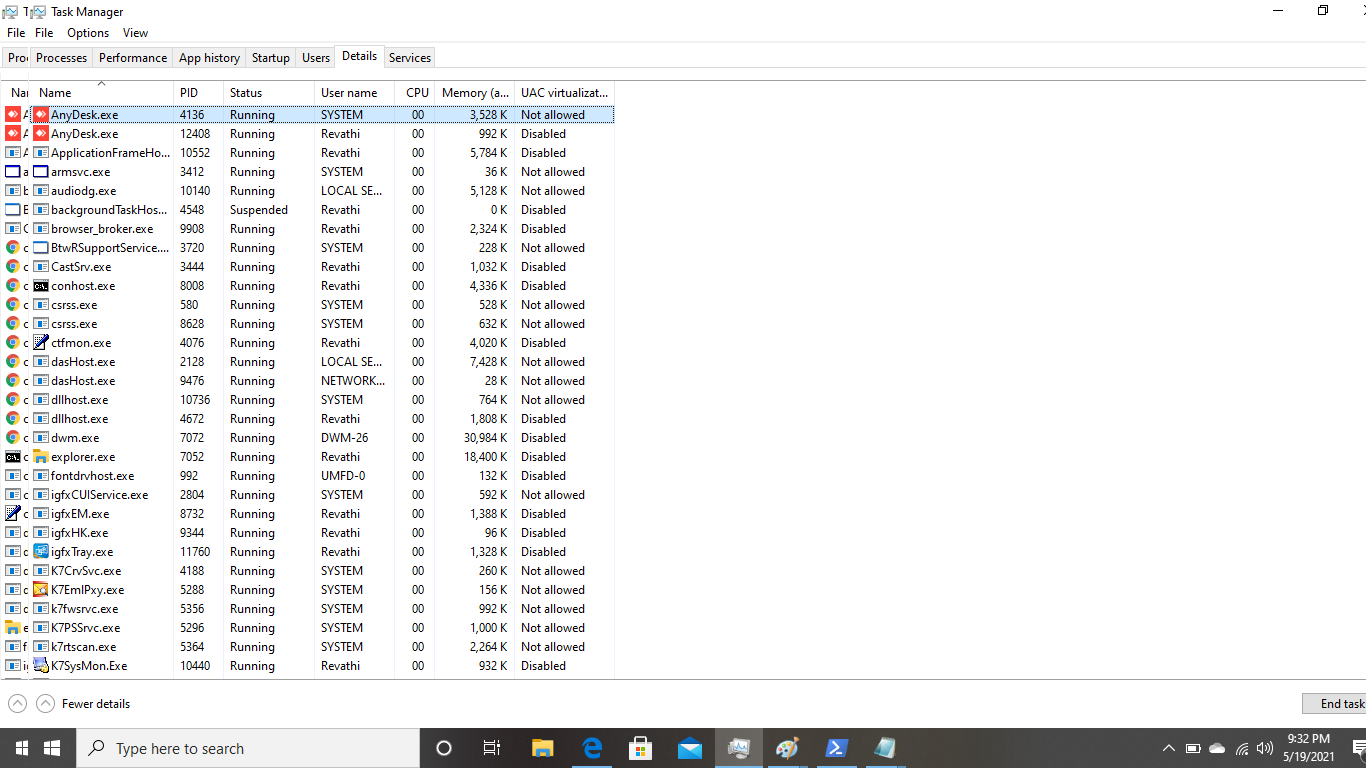 T Task Manager
File File Options View
Pro Processes Performance App history Startup Users Details Services
Nar Name PID Status User name CPU Memory (a... UAC virtualizat...
A AnyDesk.exe 4136 Running SYSTEM 00 3,528 K Not allowed
A AnyDesk.exe 12408 Running Revathi 00 992 K Disabled
A ApplicationFrameHo... 10552 Running Revathi 00 5,784 K Disabled
a armsvc.exe 3412 Running SYSTEM 00 36 K Not allowed
b audiodg.exe 10140 Running LOCAL SE... 00 5,128 K Not allowed
E backgroundTaskHos... 4548 Suspended Revathi 00 0 K Disabled
C browser_broker.exe 9908 Running Revathi 00 2,324 K Disabled
c BtwRSupportService.... 3720 Running SYSTEM 00 228 K Not allowed
c CastSrv.exe 3444 Running Revathi 00 1,032 K Disabled
c conhost.exe 8008 Running Revathi 00 4,336 K Disabled
c csrss.exe 580 Running SYSTEM 00 528 K Not allowed
c csrss.exe 8628 Running SYSTEM 00 632 K Not allowed
c ctfmon.exe 4076 Running Revathi 00 4,020 K Disabled
c dasHost.exe 2128 Running LOCAL SE... 00 7,428 K Not allowed
c dasHost.exe 9476 Running NETWORK... 00 28 K Not allowed
c dllhost.exe 10736 Running SYSTEM 00 764 K Not allowed
c dllhost.exe 4672 Running Revathi 00 1,808 K Disabled
c dwm.exe 7072 Running DWM-26 00 30,984 K Disabled
c explorer.exe 7052 Running Revathi 00 18,400 K Disabled
c fontdrvhost.exe 992 Running UMFD-0 00 132 K Disabled
c igfxCUIService.exe 2804 Running SYSTEM 00 592 K Not allowed
c igfxEM.exe 8732 Running Revathi 00 1,388 K Disabled
igfxHK.exe 9344 Running Revathi 00 96 K Disabled
igfxTray.exe 11760 Running Revathi 00 1,328 K Disabled
K7CrvSvc.exe 4188 Running SYSTEM 00 260 K Not allowed
K7EmlPxy.exe 5288 Running SYSTEM 00 156 K Not allowed
k7fwsrvc.exe 5356 Running SYSTEM 00 992 K Not allowed
e K7PSSrvc.exe 5296 Running SYSTEM 00 1,000 K Not allowed
f k7rtscan.exe 5364 Running SYSTEM 00 2,264 K Not allowed
K7SysMon.Exe 10440 Running Revathi 00 932 K Disabled
Fewer details End task
Type here to search 9:32 PM
5/19/2021